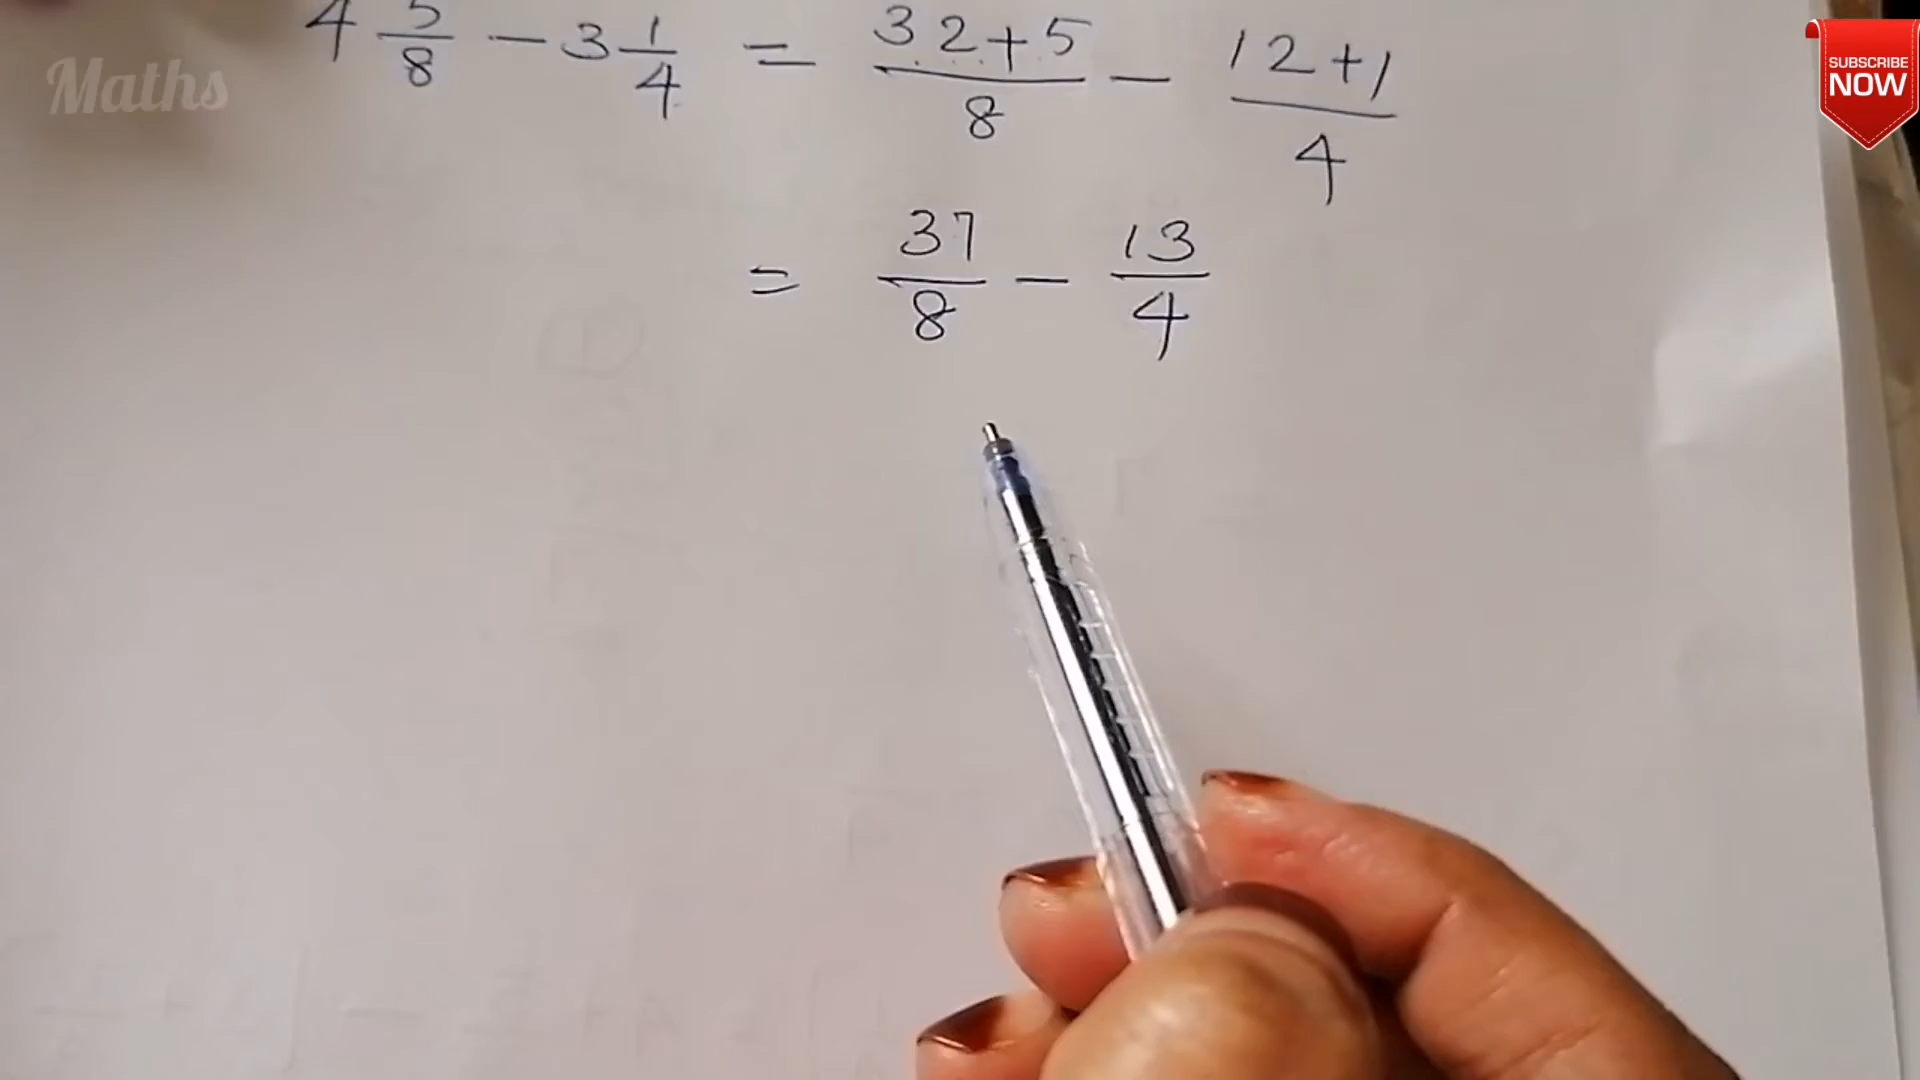 4 5/8 - 3 1/4 = 32+5/8 - 12+1/4
= 37/8 - 13/4
Maths
SUBSCRIBE
NOW